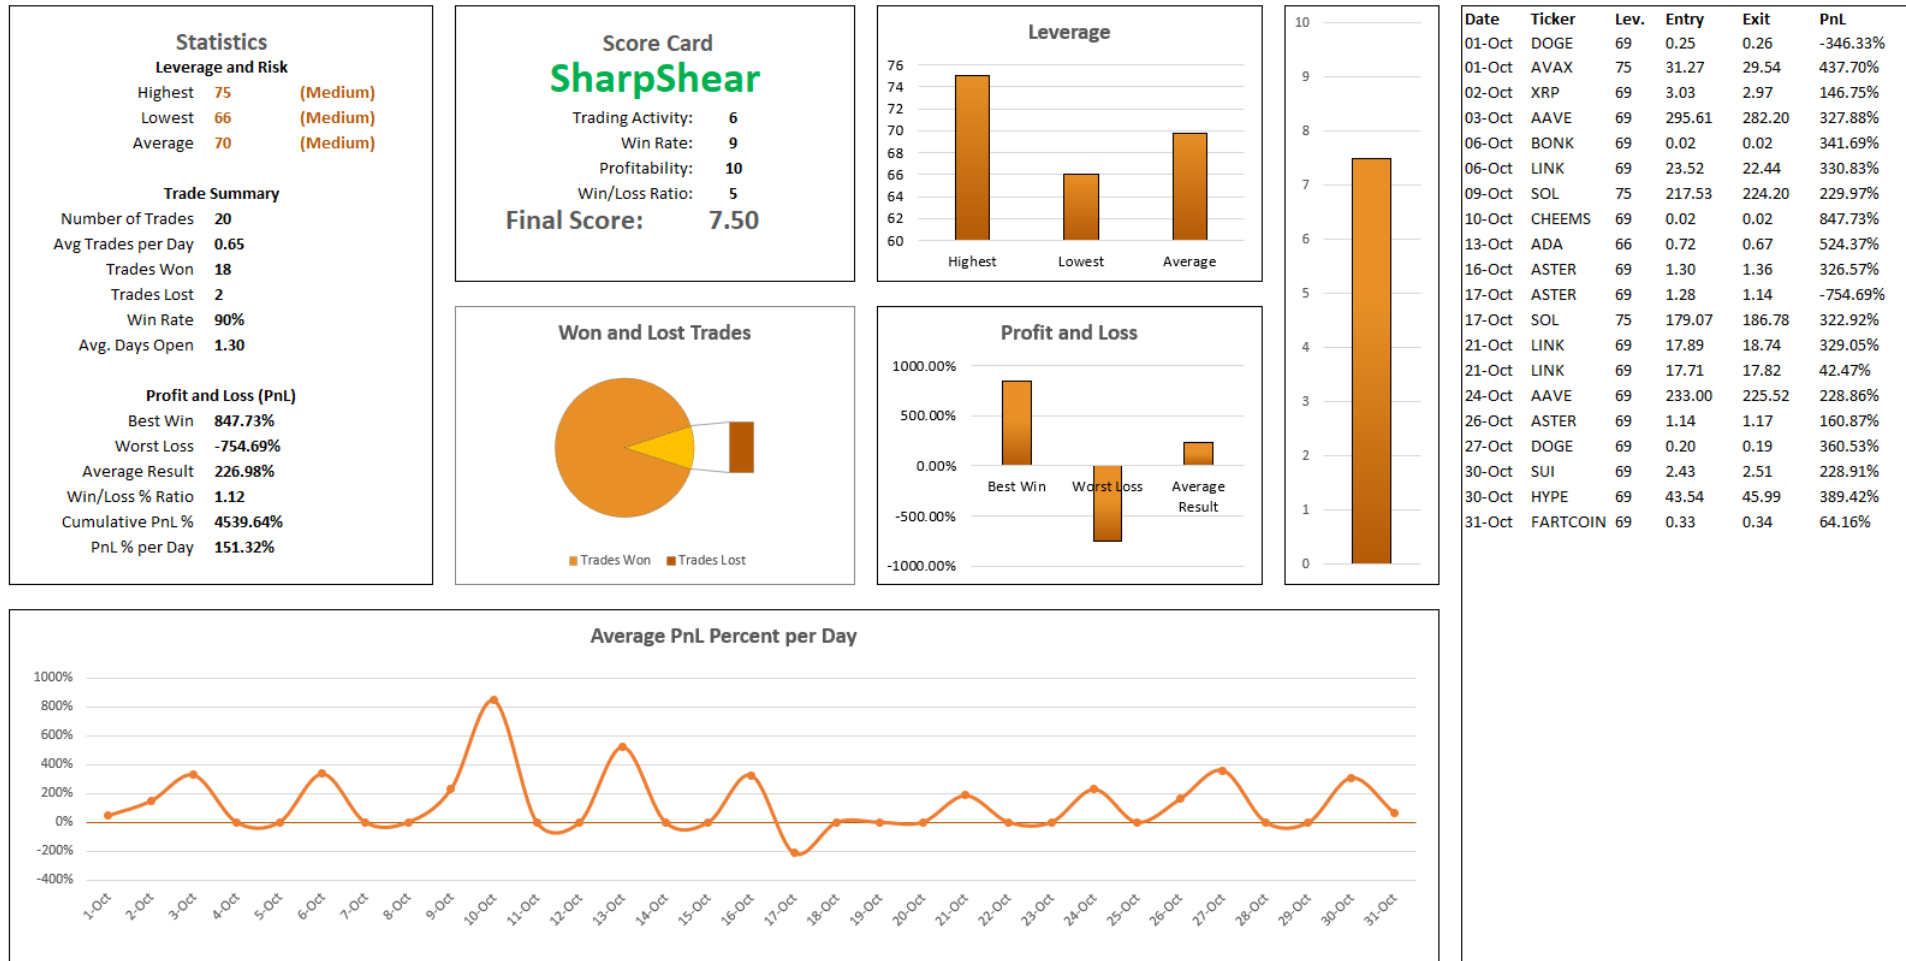 Statistics
Leverage and Risk
Highest 75 (Medium)
Lowest 66 (Medium)
Average 70 (Medium)
Trade Summary
Number of Trades 20
Avg Trades per Day 0.65
Trades Won 18
Trades Lost 2
Win Rate 90%
Avg. Days Open 1.30
Profit and Loss (PnL)
Best Win 847.73%
Worst Loss -754.69%
Average Result 226.98%
Win/Loss % Ratio 1.12
Cumulative PnL % 4539.64%
PnL % per Day 151.32%
Score Card
SharpShear
Trading Activity: 6
Win Rate: 9
Profitability: 10
Win/Loss Ratio: 5
Final Score: 7.50
Leverage
76
74
72
70
68
66
64
62
60
Highest Lowest Average
Won and Lost Trades
Trades Won Trades Lost
Profit and Loss
1000.00%
500.00%
0.00%
-500.00%
-1000.00%
Best Win Worst Loss Average
Result
10
9
8
7
6
5
4
3
2
1
0
Date Ticker Lev. Entry Exit PnL
01-Oct DOGE 69 0.25 0.26 -346.33%
01-Oct AVAX 75 31.27 29.54 437.70%
02-Oct XRP 69 3.03 2.97 146.75%
03-Oct AAVE 69 295.61 282.20 327.88%
06-Oct BONK 69 0.02 0.02 341.69%
06-Oct LINK 69 23.52 22.44 330.83%
09-Oct SOL 75 217.53 224.20 229.97%
10-Oct CHEEMS 69 0.02 0.02 847.73%
13-Oct ADA 66 0.72 0.67 524.37%
16-Oct ASTER 69 1.30 1.36 326.57%
17-Oct ASTER 69 1.28 1.14 -754.69%
17-Oct SOL 75 179.07 186.78 322.92%
21-Oct LINK 69 17.89 18.74 329.05%
21-Oct LINK 69 17.71 17.82 42.47%
24-Oct AAVE 69 233.00 225.52 228.86%
26-Oct ASTER 69 1.14 1.17 160.87%
27-Oct DOGE 69 0.20 0.19 360.53%
30-Oct SUI 69 2.43 2.51 228.91%
30-Oct HYPE 69 43.54 45.99 389.42%
31-Oct FARTCOIN 69 0.33 0.34 64.16%
Average PnL Percent per Day
1000%
800%
600%
400%
200%
0%
-200%
-400%
1-Oct 2-Oct 3-Oct 4-Oct 5-Oct 6-Oct 7-Oct 8-Oct 9-Oct 10-Oct 11-Oct 12-Oct 13-Oct 14-Oct 15-Oct 16-Oct 17-Oct 18-Oct 19-Oct 20-Oct 21-Oct 22-Oct 23-Oct 24-Oct 25-Oct 26-Oct 27-Oct 28-Oct 29-Oct 30-Oct 31-Oct